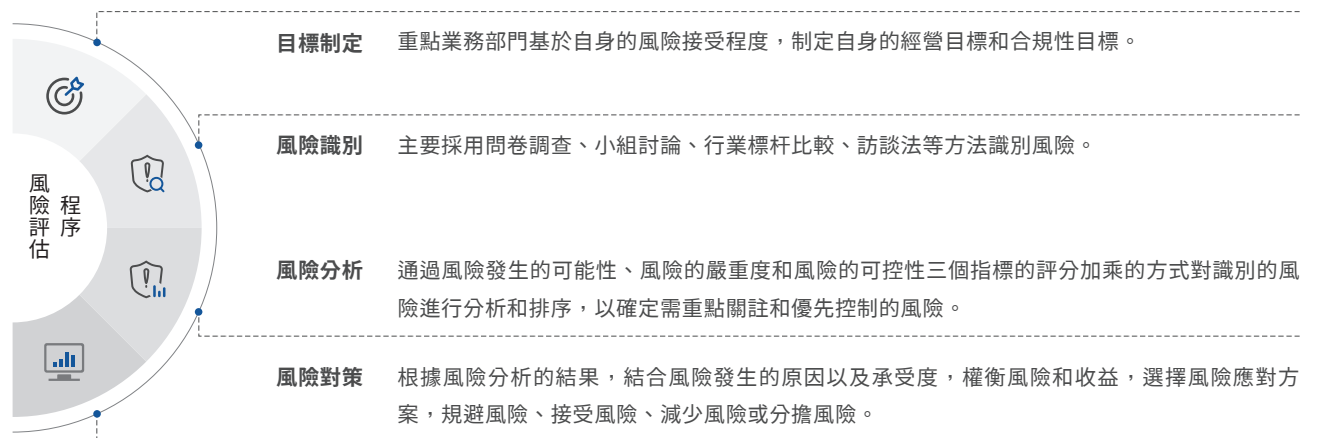 風險評估
程序
目標制定 重點業務部門基於自身的風險接受程度，制定自身的經營目標和合規性目標。
風險識別 主要採用問卷調查、小組討論、行業標杆比較、訪談法等方法識別風險。
風險分析 通過風險發生的可能性、風險的嚴重度和風險的可控性三個指標的評分加乘的方式對識別的風
險進行分析和排序，以確定需重點關註和優先控制的風險。
風險對策 根據風險分析的結果，結合風險發生的原因以及承受度，權衡風險和收益，選擇風險應對方
案，規避風險、接受風險、減少風險或分擔風險。